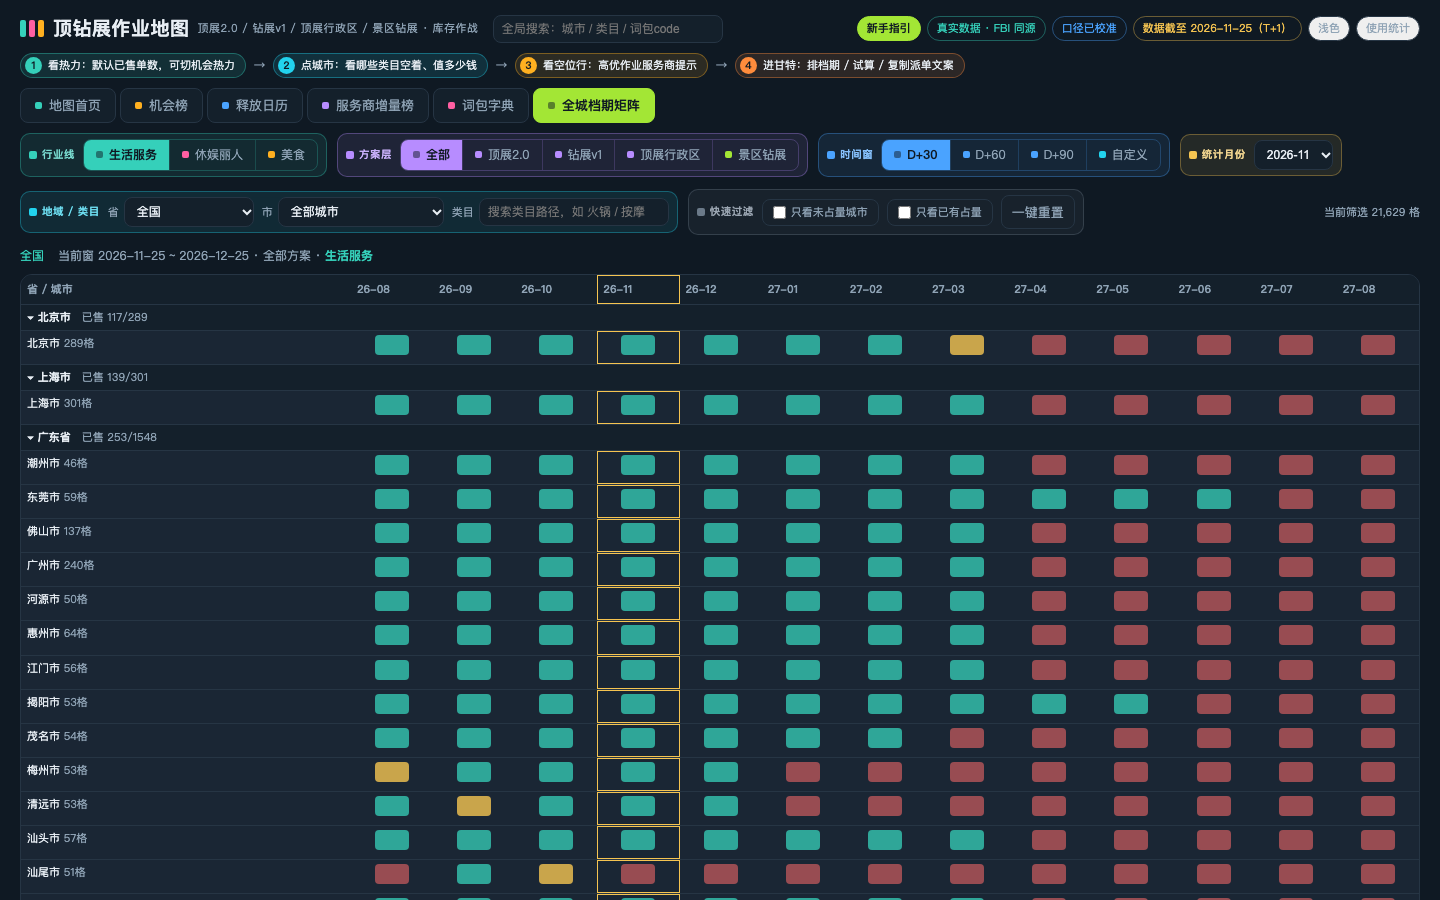 顶钻展作业地图 顶展2.0 / 钻展v1 / 顶展行政区 / 景区钻展 · 库存作战 全局搜索：城市 / 类目 / 词包code 新手指引 真实数据 · FBI 同源 口径已校准 数据截至 2026-11-25（T+1） 浅色 使用统计
1 看热力：默认已售单数，可切机会热力 → 2 点城市：看哪些类目空着、值多少钱 → 3 看空位行：高优作业服务商提示 → 4 进甘特：排档期 / 试算 / 复制派单文案
地图首页 机会榜 释放日历 服务商增量榜 词包字典 全城档期矩阵
行业线 生活服务 休娱丽人 美食 方案层 全部 顶展2.0 钻展v1 顶展行政区 景区钻展 时间窗 D+30 D+60 D+90 自定义 统计月份 2026-11
地域 / 类目 省 全国 市 全部城市 类目 搜索类目路径，如 火锅 / 按摩 快速过滤 只看未占量城市 只看已有占量 一键重置 当前筛选 21,629 格
全国 当前窗 2026-11-25 ~ 2026-12-25 · 全部方案 · 生活服务
省 / 城市 26-08 26-09 26-10 26-11 26-12 27-01 27-02 27-03 27-04 27-05 27-06 27-07 27-08
北京市 已售 117/289
北京市 289格
上海市 已售 139/301
上海市 301格
广东省 已售 253/1548
潮州市 46格
东莞市 59格
佛山市 137格
广州市 240格
河源市 50格
惠州市 64格
江门市 56格
揭阳市 53格
茂名市 54格
梅州市 53格
清远市 53格
汕头市 57格
汕尾市 51格